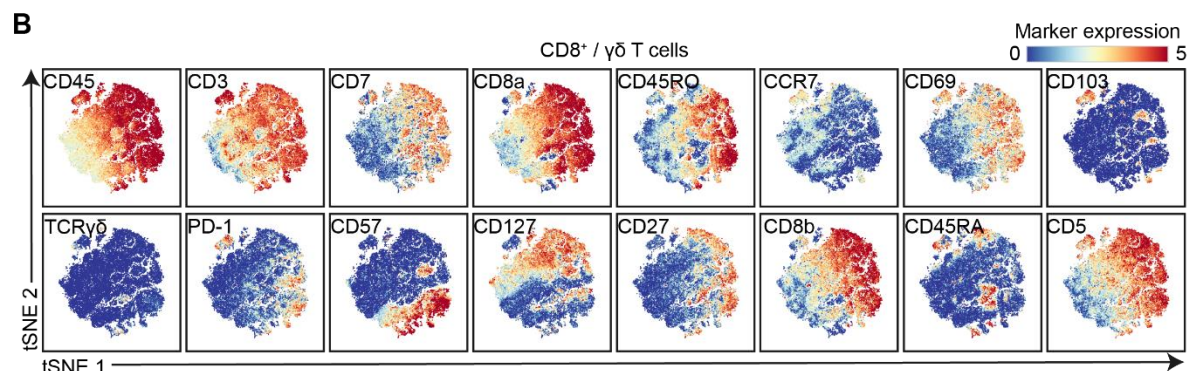 B
Marker expression
CD8⁺ / γδ T cells
0 5
CD45 CD3 CD7 CD8a CD45RO CCR7 CD69 CD103
TCRγδ PD-1 CD57 CD127 CD27 CD8b CD45RA CD5
tSNE 2
tSNE 1